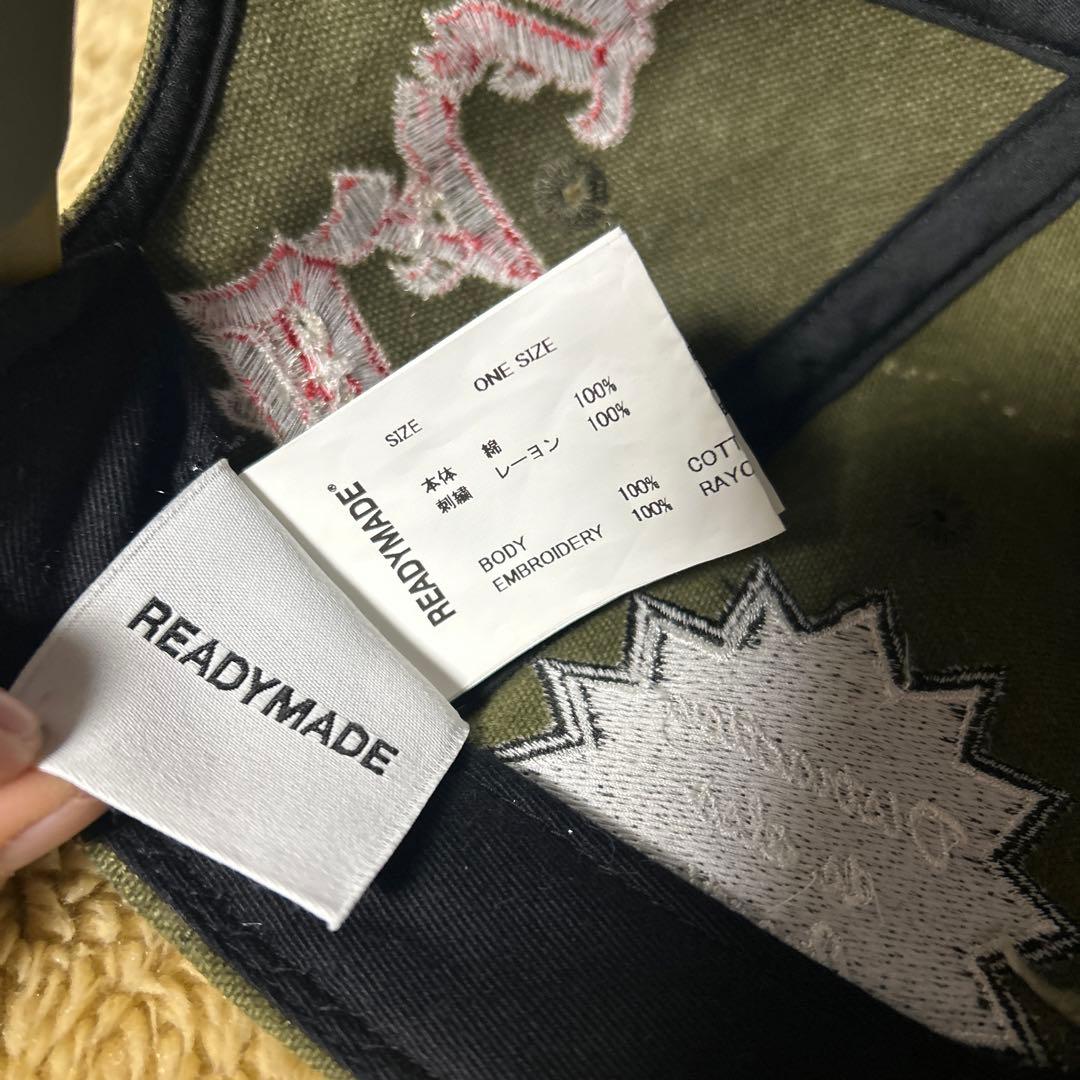 SIZE ONE SIZE
本体 綿 100%
刺繍 レーヨン 100%
BODY 100% COTT
EMBROIDERY 100% RAYO
READYMADE®
READYMADE